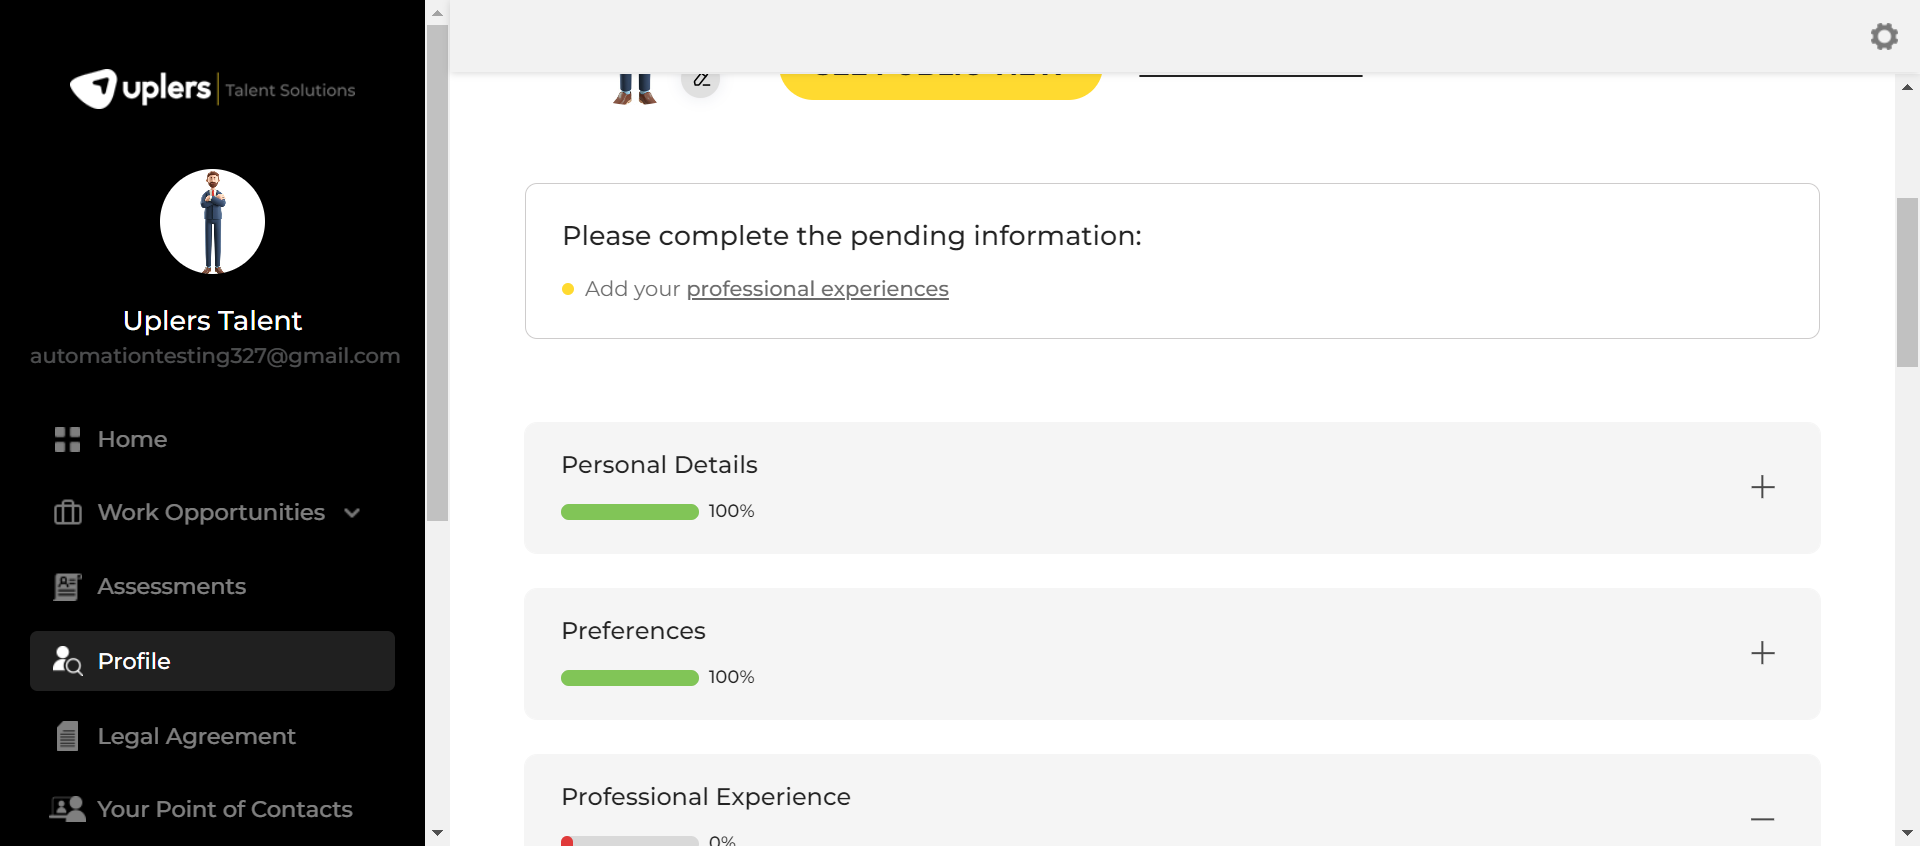 uplers Talent Solutions
Uplers Talent
automationtesting327@gmail.com
Home
Work Opportunities
Assessments
Profile
Legal Agreement
Your Point of Contacts
Please complete the pending information:
Add your professional experiences
Personal Details
100%
Preferences
100%
Professional Experience
0%